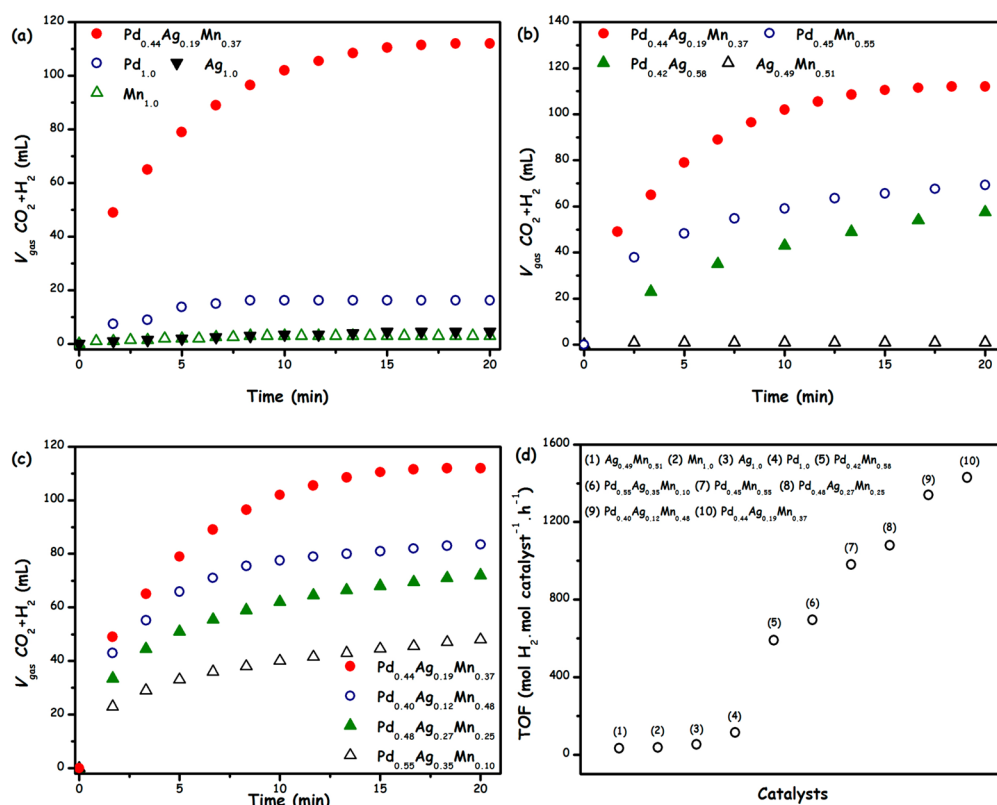 (a)
120
100
80
60
40
20
0
V_gas CO₂+H₂ (mL)
Pd₀.₄₄Ag₀.₁₉Mn₀.₃₇
Pd₁.₀ Ag₁.₀
Mn₁.₀
0 5 10 15 20
Time (min)
(b)
140
120
100
80
60
40
20
0
V_gas CO₂+H₂ (mL)
Pd₀.₄₄Ag₀.₁₉Mn₀.₃₇ Pd₀.₄₅Mn₀.₅₅
Pd₀.₄₂Ag₀.₅₈ Ag₀.₄₉Mn₀.₅₁
0 5 10 15 20
Time (min)
(c)
120
100
80
60
40
20
0
V_gas CO₂+H₂ (mL)
Pd₀.₄₄Ag₀.₁₉Mn₀.₃₇
Pd₀.₄₀Ag₀.₁₂Mn₀.₄₈
Pd₀.₄₈Ag₀.₂₇Mn₀.₂₅
Pd₀.₅₅Ag₀.₃₅Mn₀.₁₀
0 5 10 15 20
Time (min)
(d)
1600
1200
800
400
0
TOF (mol H₂.mol catalyst⁻¹.h⁻¹)
(1) Ag₀.₄₉Mn₀.₅₁ (2) Mn₁.₀ (3) Ag₁.₀ (4) Pd₁.₀ (5) Pd₀.₄₂Mn₀.₅₈
(6) Pd₀.₅₅Ag₀.₃₅Mn₀.₁₀ (7) Pd₀.₄₅Mn₀.₅₅ (8) Pd₀.₄₈Ag₀.₂₇Mn₀.₂₅
(9) Pd₀.₄₀Ag₀.₁₂Mn₀.₄₈ (10) Pd₀.₄₄Ag₀.₁₉Mn₀.₃₇
(1) (2) (3) (4) (5) (6) (7) (8) (9) (10)
Catalysts